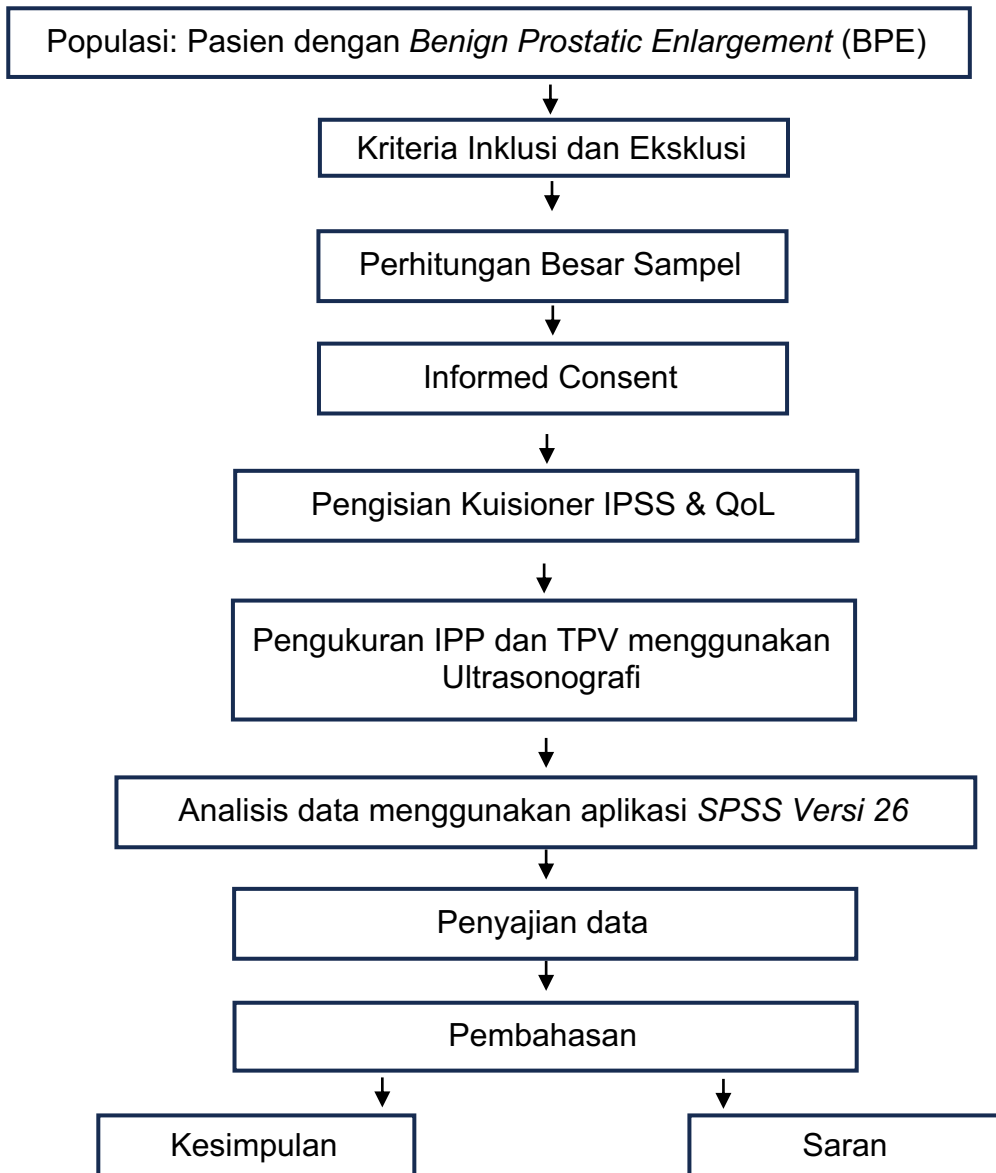 Populasi: Pasien dengan Benign Prostatic Enlargement (BPE)
Kriteria Inklusi dan Eksklusi
Perhitungan Besar Sampel
Informed Consent
Pengisian Kuisioner IPSS & QoL
Pengukuran IPP dan TPV menggunakan
Ultrasonografi
Analisis data menggunakan aplikasi SPSS Versi 26
Penyajian data
Pembahasan
Kesimpulan
Saran